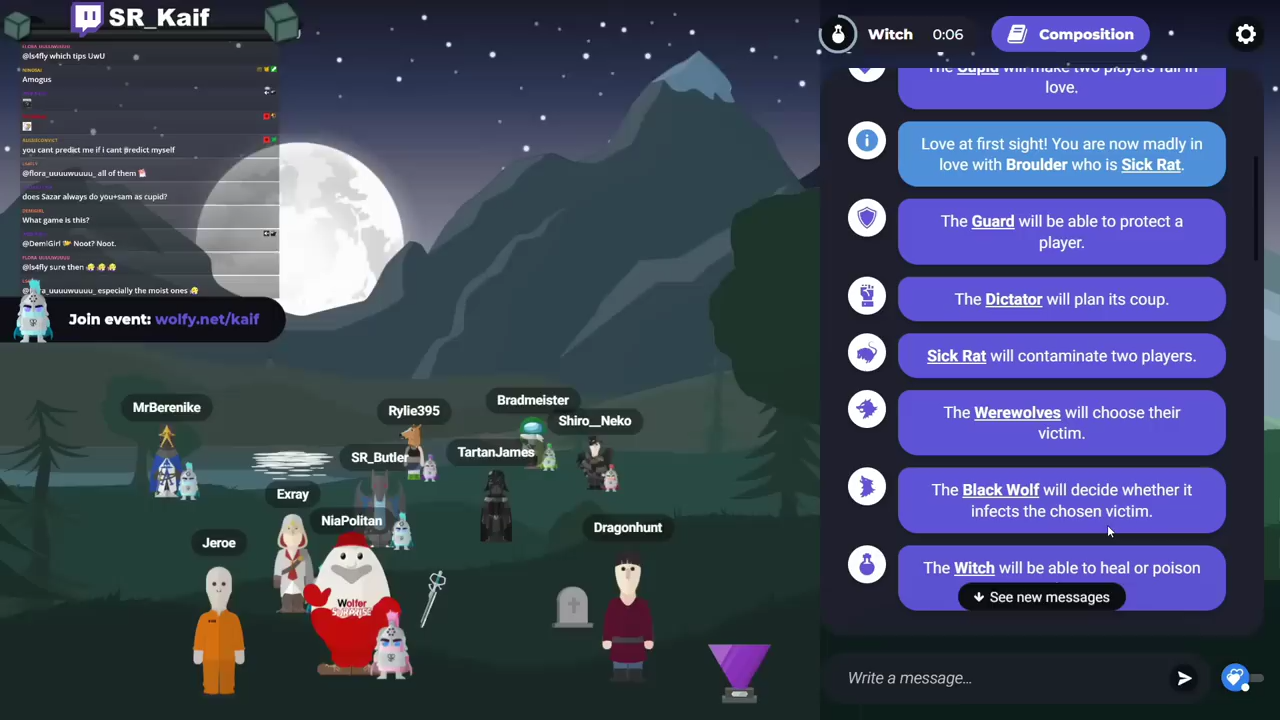 SR_Kaif
@ls4fly which tips UwU
Amogus
you cant predict me if i cant predict myself
@flora_uuuuwuuuu_ all of them
does Sazar always do you+sam as cupid?
What game is this?
@Dem!Girl Noot? Noot.
@ls4fly sure then
@flora_uuuuwuuuu_ especially the moist ones
Join event: wolfy.net/kaif
MrBerenike
Rylie395
Bradmeister
Shiro__Neko
SR_Butler
TartanJames
Exray
NiaPolitan
Dragonhunt
Jeroe
Wolfer
SURPRISE
Witch
0:06
Composition
The Cupid will make two players fall in
love.
Love at first sight! You are now madly in
love with Broulder who is Sick Rat.
The Guard will be able to protect a
player.
The Dictator will plan its coup.
Sick Rat will contaminate two players.
The Werewolves will choose their
victim.
The Black Wolf will decide whether it
infects the chosen victim.
The Witch will be able to heal or poison
See new messages
Write a message...